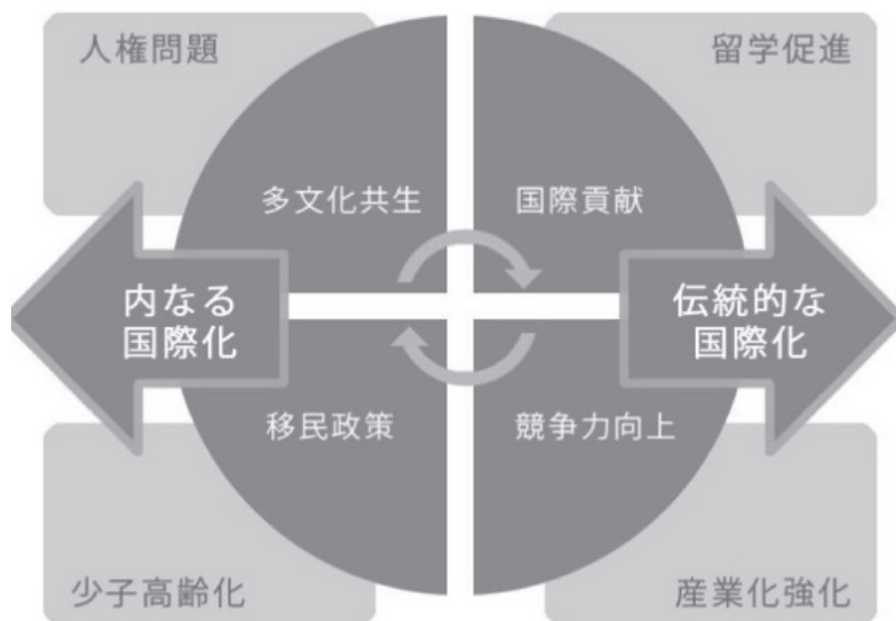 人権問題
留学促進
多文化共生
国際貢献
内なる
国際化
伝統的な
国際化
移民政策
競争力向上
少子高齢化
産業化強化